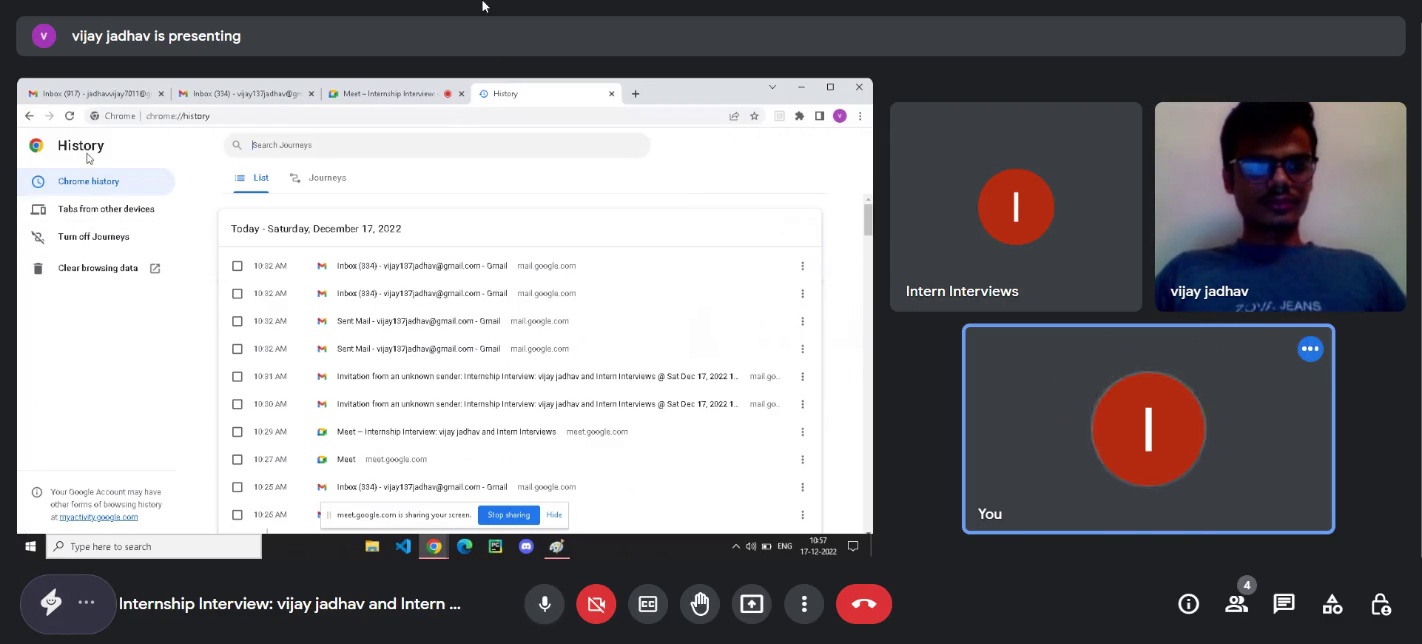 V vijay jadhav is presenting
Inbox (917) - jadhavvijay7011@g
Inbox (334) - vijay137jadhav@g
Meet – Internship Interview:
History
Chrome | chrome://history
V
History
Search Journeys
Chrome history
Tabs from other devices
Turn off Journeys
Clear browsing data
List
Journeys
Today - Saturday, December 17, 2022
10:32 AM Inbox (334) - vijay137jadhav@gmail.com - Gmail mail.google.com
10:32 AM Inbox (334) - vijay137jadhav@gmail.com - Gmail mail.google.com
10:32 AM Sent Mail - vijay137jadhav@gmail.com - Gmail mail.google.com
10:32 AM Sent Mail - vijay137jadhav@gmail.com - Gmail mail.google.com
10:31 AM Invitation from an unknown sender: Internship Interview: vijay jadhav and Intern Interviews @ Sat Dec 17, 2022 1... mail.go...
10:30 AM Invitation from an unknown sender: Internship Interview: vijay jadhav and Intern Interviews @ Sat Dec 17, 2022 1... mail.go...
10:29 AM Meet – Internship Interview: vijay jadhav and Intern Interviews meet.google.com
10:27 AM Meet meet.google.com
10:25 AM Inbox (334) - vijay137jadhav@gmail.com - Gmail mail.google.com
10:25 AM
Your Google Account may have
other forms of browsing history
at myactivity.google.com
meet.google.com is sharing your screen.
Stop sharing
Hide
Type here to search
ENG
10:57
17-12-2022
I
Intern Interviews
JEANS
vijay jadhav
I
You
Internship Interview: vijay jadhav and Intern ...
4